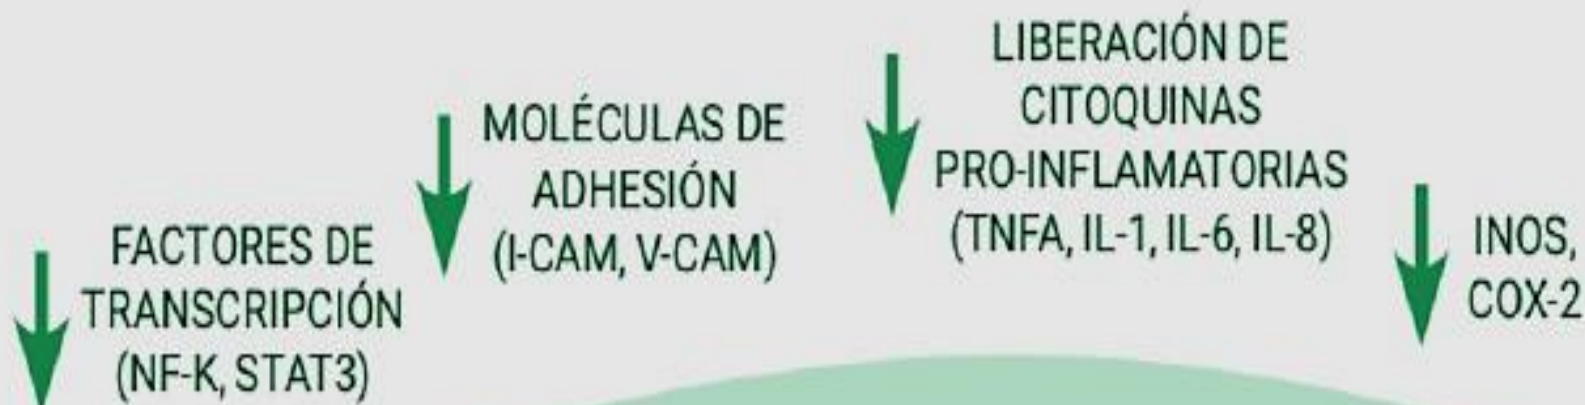 FACTORES DE
TRANSCRIPCIÓN
(NF-K, STAT3)
MOLÉCULAS DE
ADHESIÓN
(I-CAM, V-CAM)
LIBERACIÓN DE
CITOQUINAS
PRO-INFLAMATORIAS
(TNFA, IL-1, IL-6, IL-8)
INOS,
COX-2